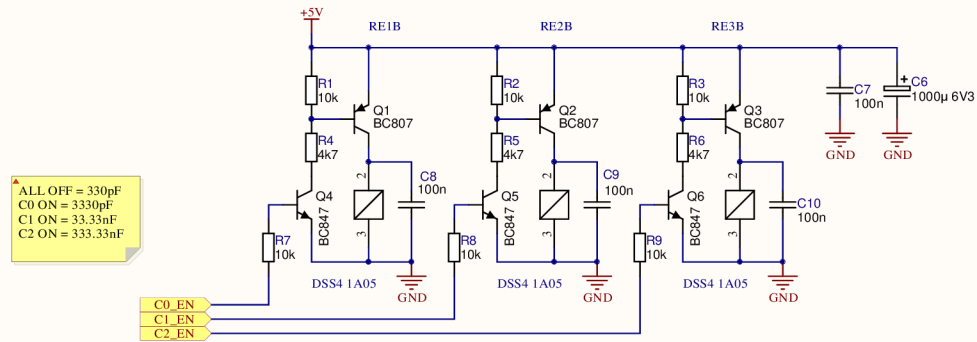 +5V
RE1B
RE2B
RE3B
R1
10k
R2
10k
R3
10k
C7
100n
C6
1000µ 6V3
+
Q1
BC807
Q2
BC807
Q3
BC807
R4
4k7
R5
4k7
R6
4k7
GND
GND
ALL OFF = 330pF
C0 ON = 3330pF
C1 ON = 33.33nF
C2 ON = 333.33nF
Q4
BC847
2
3
C8
100n
Q5
BC847
2
3
C9
100n
Q6
BC847
2
3
C10
100n
R7
10k
R8
10k
R9
10k
DSS4 1A05
GND
DSS4 1A05
GND
DSS4 1A05
GND
C0_EN
C1_EN
C2_EN